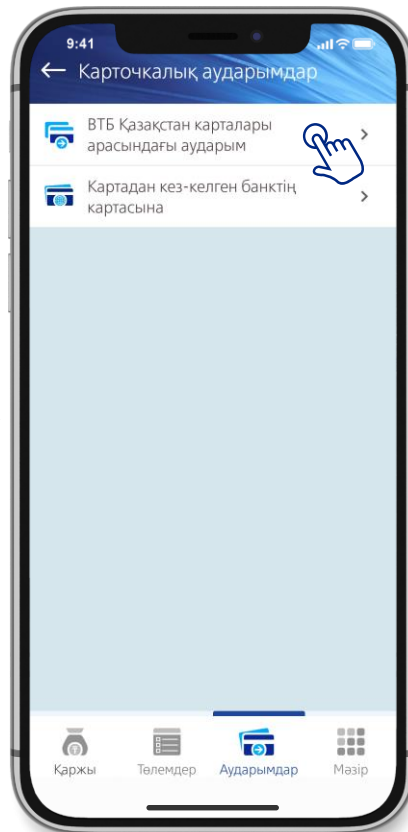 9:41
← Карточкалық аударымдар
ВТБ Қазақстан карталары
арасындағы аударым
Картадан кез-келген банктің
картасына
Қаржы Төлемдер Аударымдар Мәзір